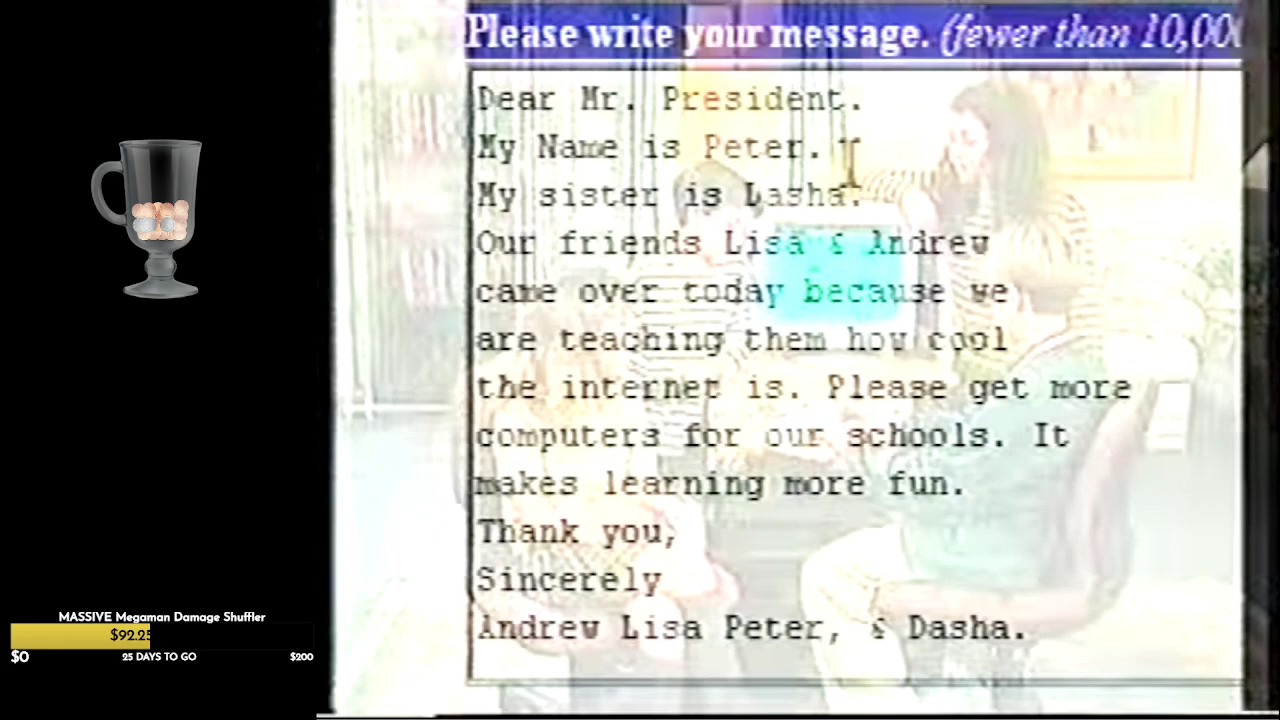 Please write your message. (fewer than 10,00
Dear Mr. President.
My Name is Peter.
My sister is Dasha.
Our friends Lisa & Andrew
came over today because we
are teaching them how cool
the internet is. Please get more
computers for our schools. It
makes learning more fun.
Thank you,
Sincerely
Andrew Lisa Peter, & Dasha.
MASSIVE Megaman Damage Shuffler
$92.25
$0 25 DAYS TO GO $200